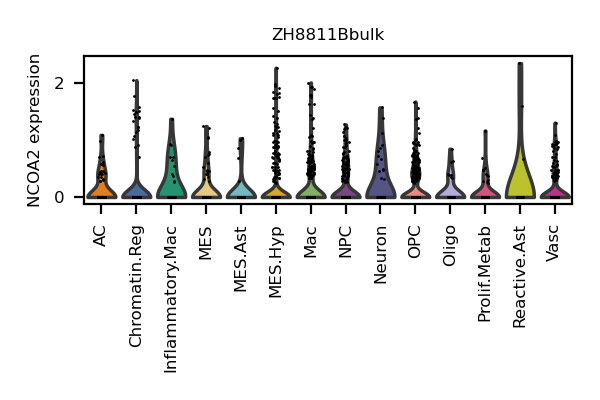 ZH8811Bbulk
NCOA2 expression
2
0
AC
Chromatin.Reg
Inflammatory.Mac
MES
MES.Ast
MES.Hyp
Mac
NPC
Neuron
OPC
Oligo
Prolif.Metab
Reactive.Ast
Vasc